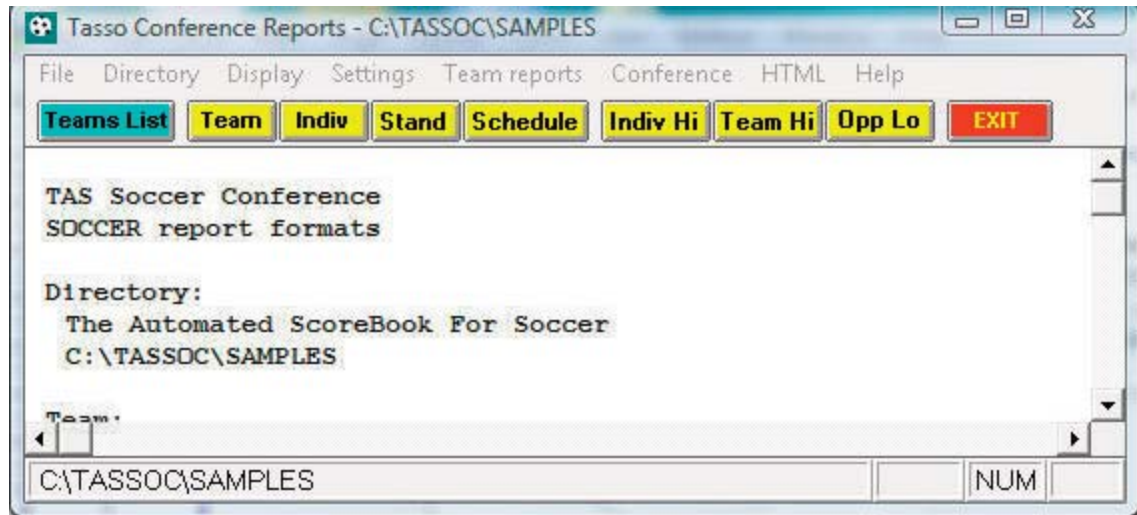 Tasso Conference Reports - C:\TASSOC\SAMPLES
File Directory Display Settings Team reports Conference HTML Help
Teams List Team Indiv Stand Schedule Indiv Hi Team Hi Opp Lo EXIT
TAS Soccer Conference
SOCCER report formats
Directory:
The Automated ScoreBook For Soccer
C:\TASSOC\SAMPLES
Team:
C:\TASSOC\SAMPLES NUM